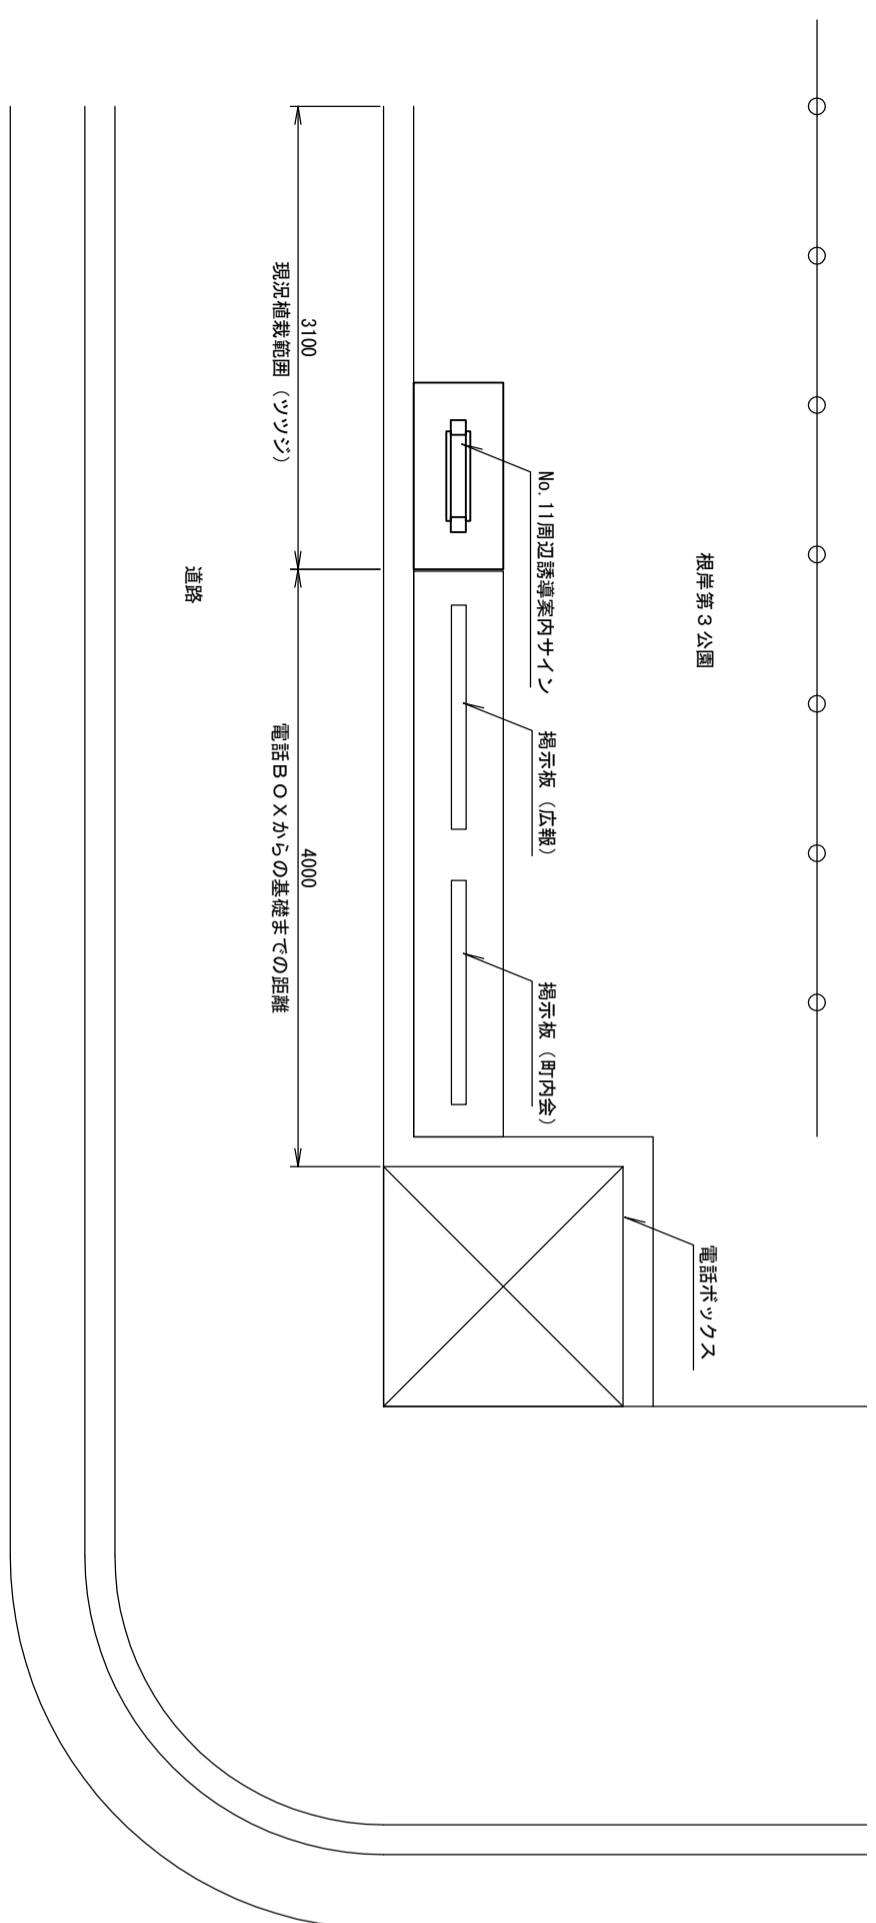 根岸第３公園
電話ボックス
No.11周辺誘導案内サイン
掲示板（広報）
掲示板（町内会）
3100
現況植栽範囲（ツツジ）
4000
電話ＢＯＸからの基礎までの距離
道路